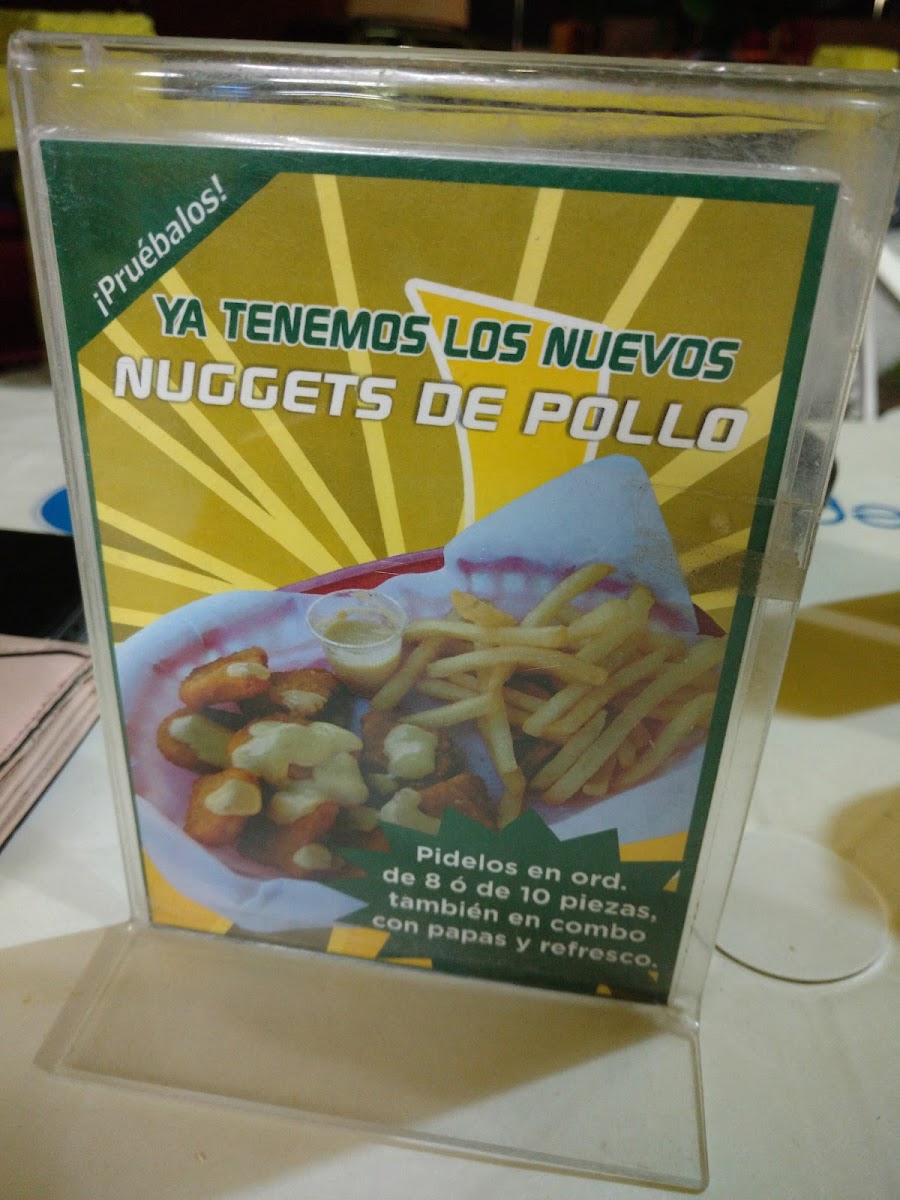 ¡Pruébalos!
YA TENEMOS LOS NUEVOS
NUGGETS DE POLLO
Pidelos en ord.
de 8 ó de 10 piezas,
también en combo
con papas y refresco.